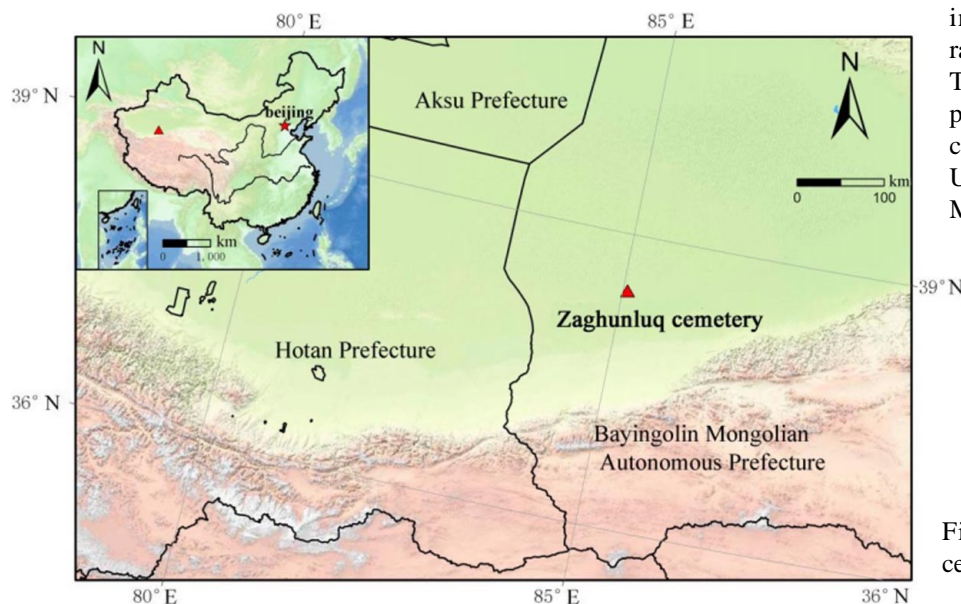 80° E
85° E
N
39° N
beijing
km
0
1, 000
Aksu Prefecture
N
km
0
100
39° N
Zaghunluq cemetery
Hotan Prefecture
36° N
Bayingolin Mongolian
Autonomous Prefecture
80° E
85° E
36° N